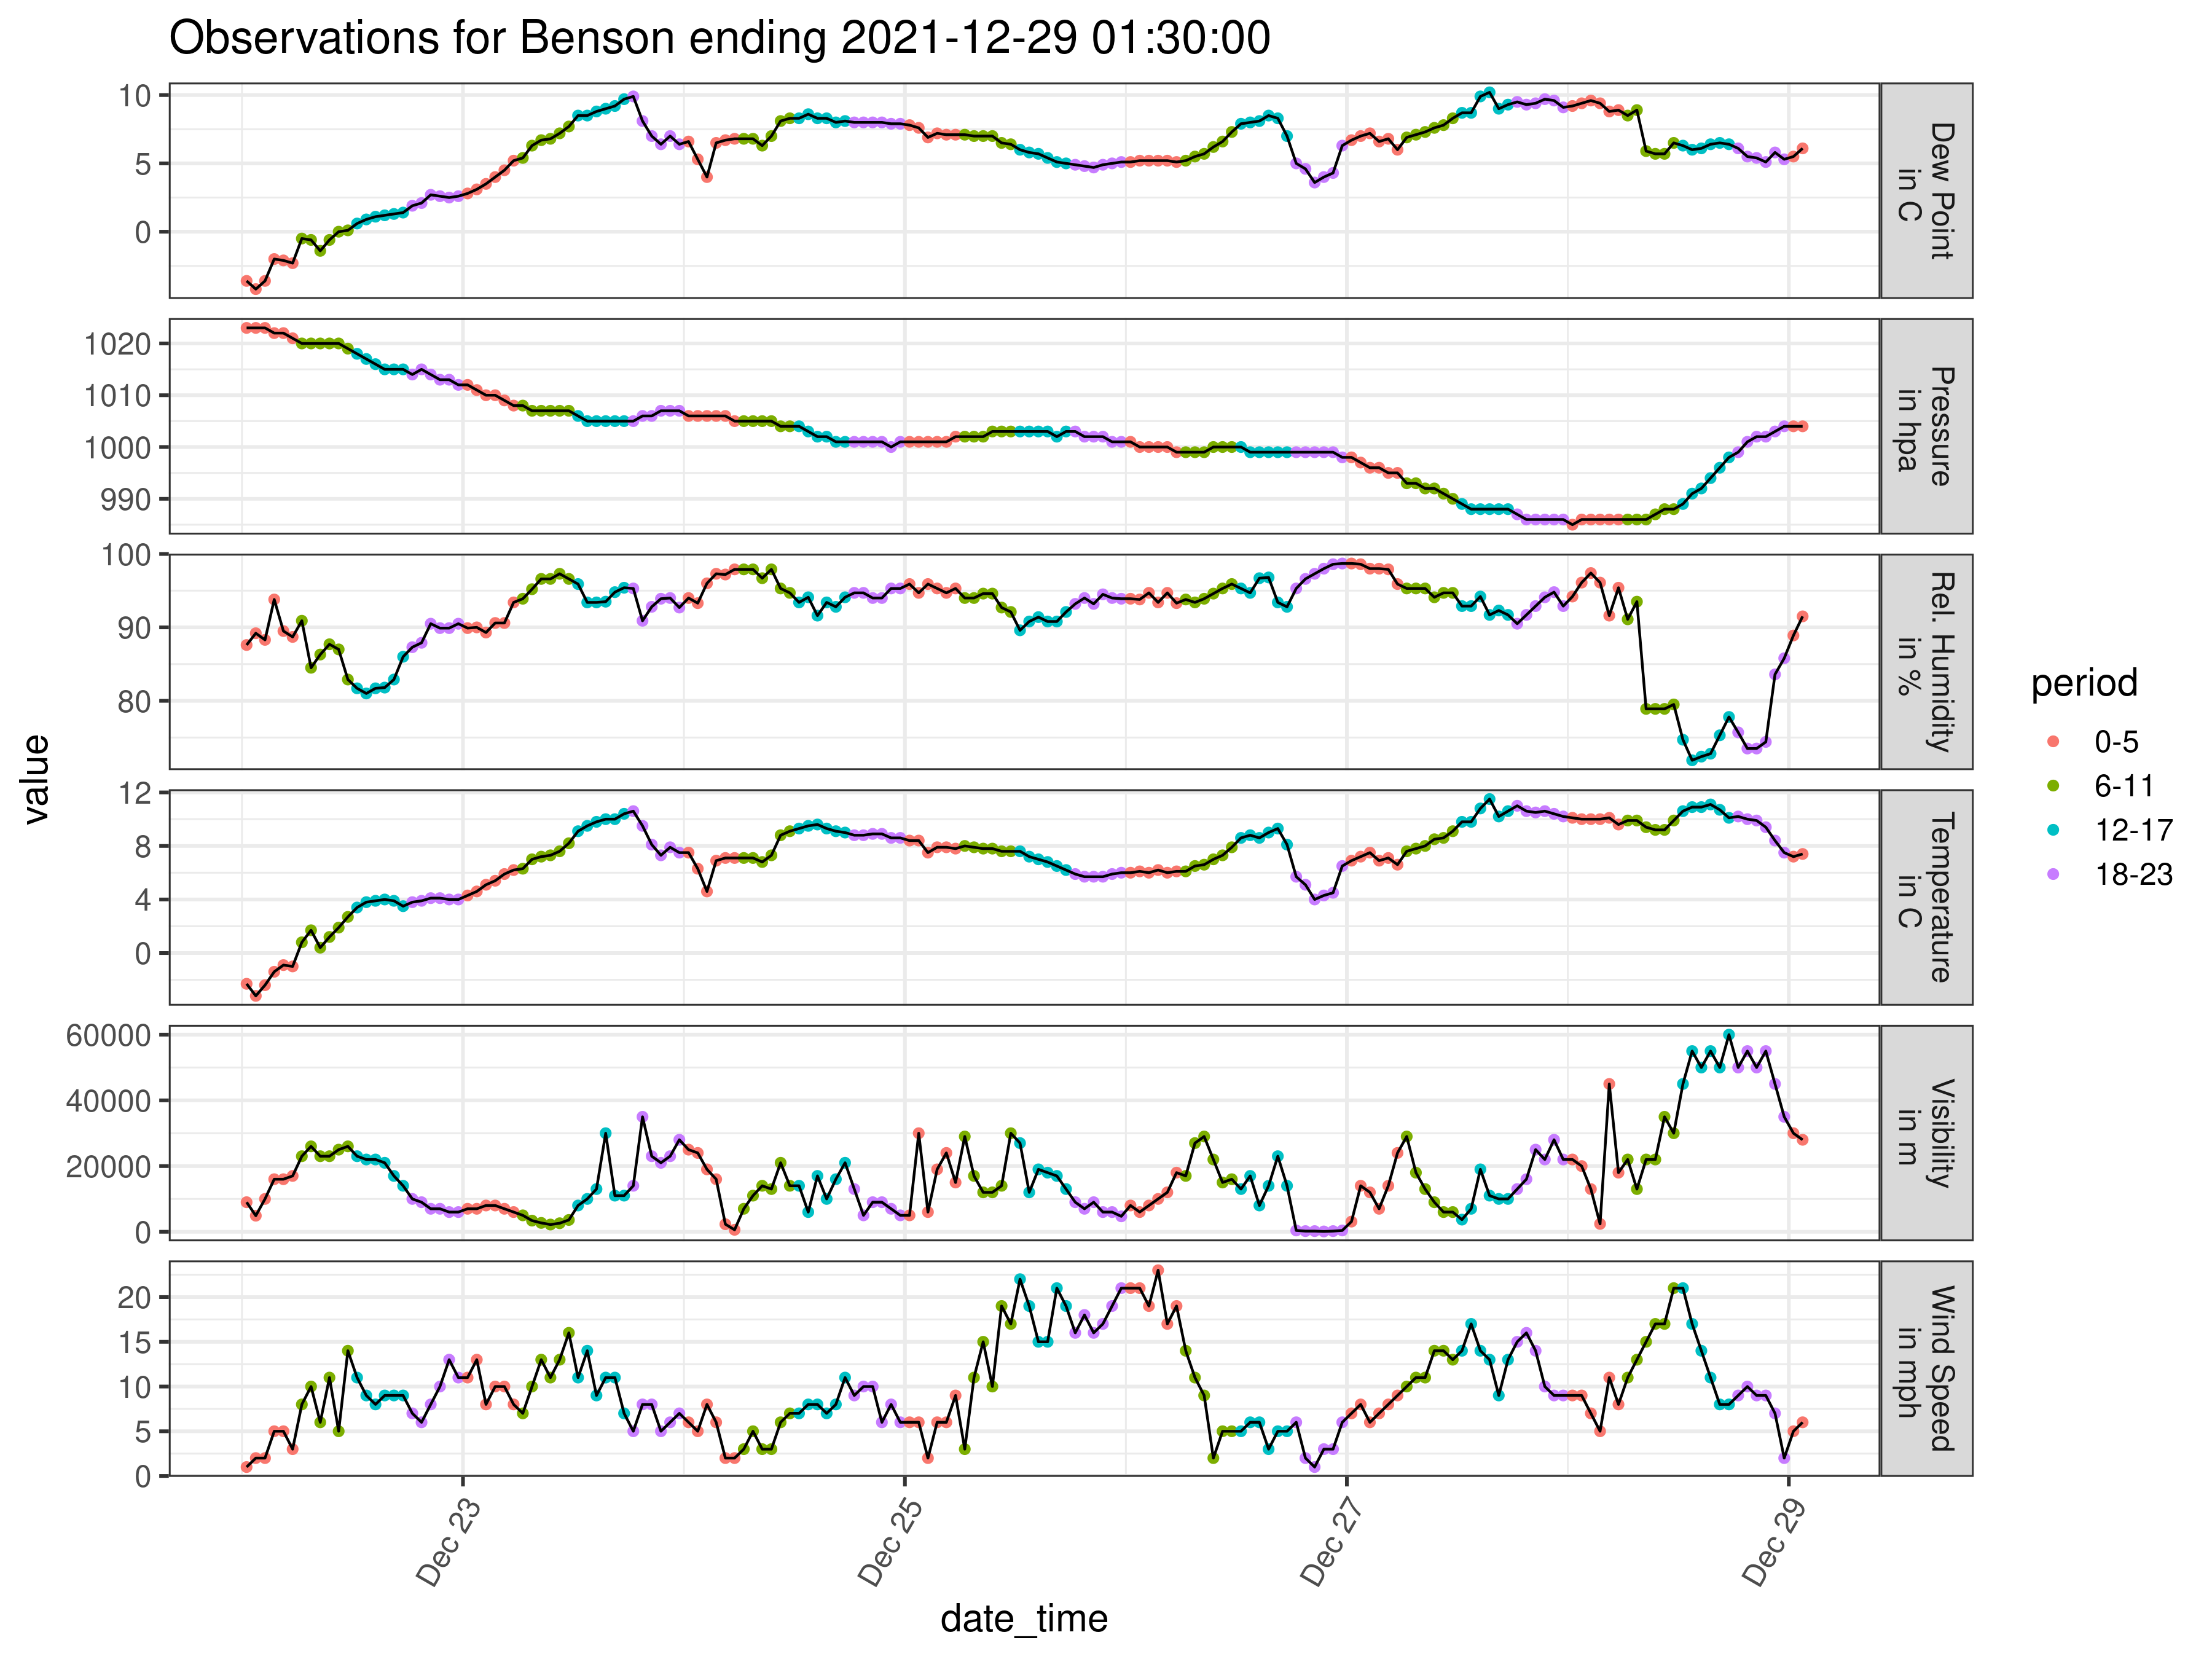 Observations for Benson ending 2021-12-29 01:30:00
10
5
0
Dew Point
in C
1020
1010
1000
990
Pressure
in hpa
100
90
80
Rel. Humidity
in %
12
8
4
0
Temperature
in C
60000
40000
20000
0
Visibility
in m
20
15
10
5
0
Wind Speed
in mph
value
Dec 23
Dec 25
Dec 27
Dec 29
date_time
period
0-5
6-11
12-17
18-23